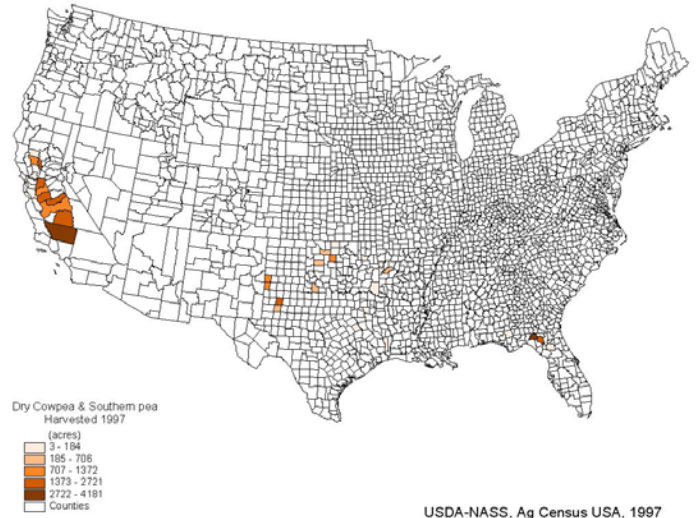 Dry Cowpea & Southern pea
Harvested 1997
(acres)
3 - 184
185 - 706
707 - 1372
1373 - 2721
2722 - 4181
Counties
USDA-NASS, Ag Census USA, 1997